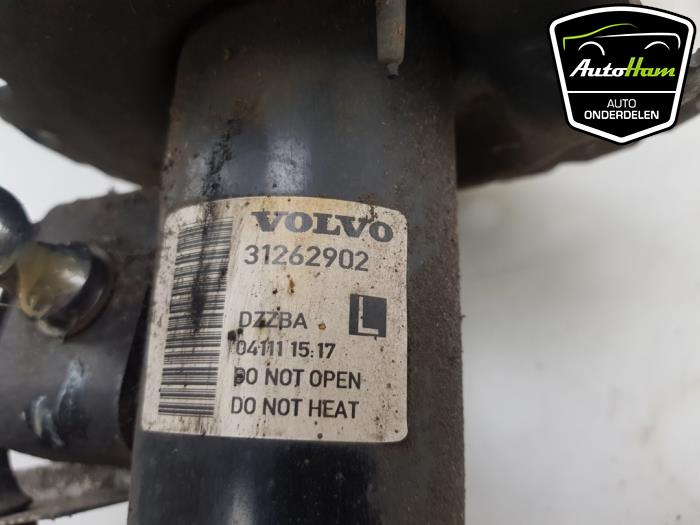 AutoHam
AUTO
ONDERDELEN
VOLVO
31262902
DZZBA L
04111 15:17
DO NOT OPEN
DO NOT HEAT